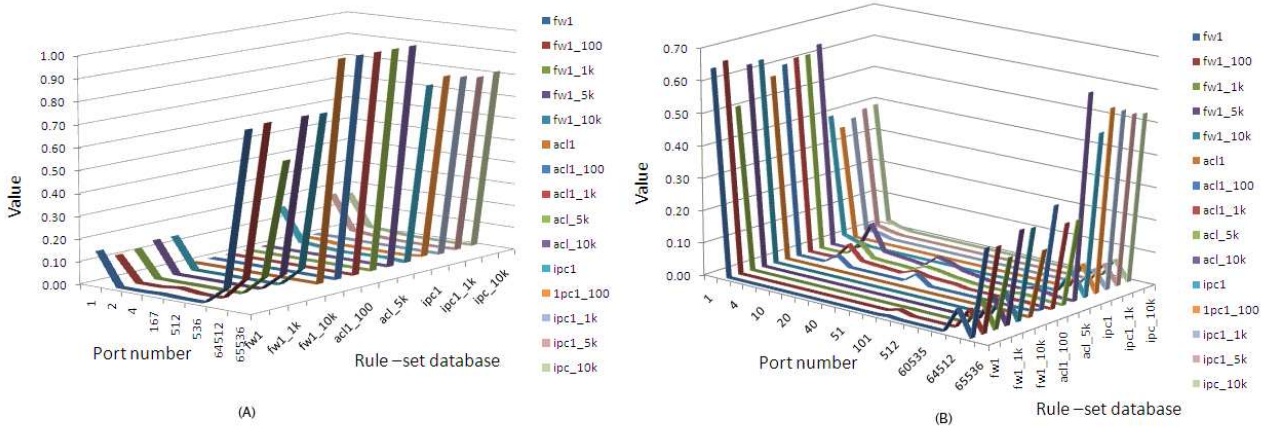 1.00
0.90
0.80
0.70
0.60
0.50
0.40
0.30
0.20
0.10
0.00
Value
1
2
4
167
512
536
64512
65536
Port number
fw1
fw1_1k
fw1_10k
acl1_100
acl_5k
ipc1
ipc1_1k
ipc_10k
Rule –set database
fw1
fw1_100
fw1_1k
fw1_5k
fw1_10k
acl1
acl1_100
acl1_1k
acl_5k
acl_10k
ipc1
1pc1_100
ipc1_1k
ipc1_5k
ipc_10k
(A)
0.70
0.60
0.50
0.40
0.30
0.20
0.10
0.00
Value
1
4
10
20
40
51
101
512
60535
64512
65536
Port number
fw1
fw1_1k
fw1_10k
acl1_100
acl_5k
ipc1
ipc1_1k
ipc_10k
Rule –set database
fw1
fw1_100
fw1_1k
fw1_5k
fw1_10k
acl1
acl1_100
acl1_1k
acl_5k
acl_10k
ipc1
1pc1_100
ipc1_1k
ipc1_5k
ipc_10k
(B)